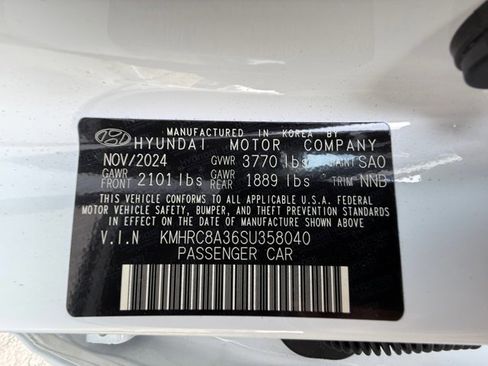 MANUFACTURED IN KOREA BY
HYUNDAI MOTOR COMPANY
NOV/2024 GVWR 3770 lbs PAINT SAO
GAWR FRONT 2101 lbs GAWR REAR 1889 lbs TRIM NNB
THIS VEHICLE CONFORMS TO ALL APPLICABLE U.S.A. FEDERAL
MOTOR VEHICLE SAFETY, BUMPER, AND THEFT PREVENTION STANDARDS
IN EFFECT ON THE DATE OF MANUFACTURE SHOWN ABOVE.
V.I.N KMHRC8A36SU358040
PASSENGER CAR